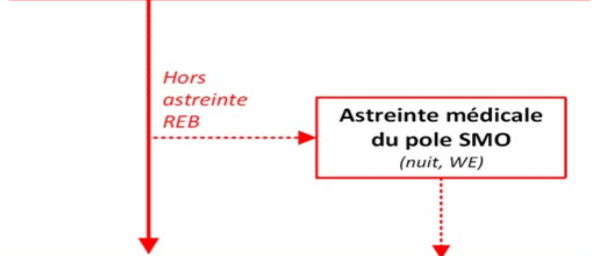 Hors
astreinte
REB
Astreinte médicale
du pole SMO
(nuit, WE)